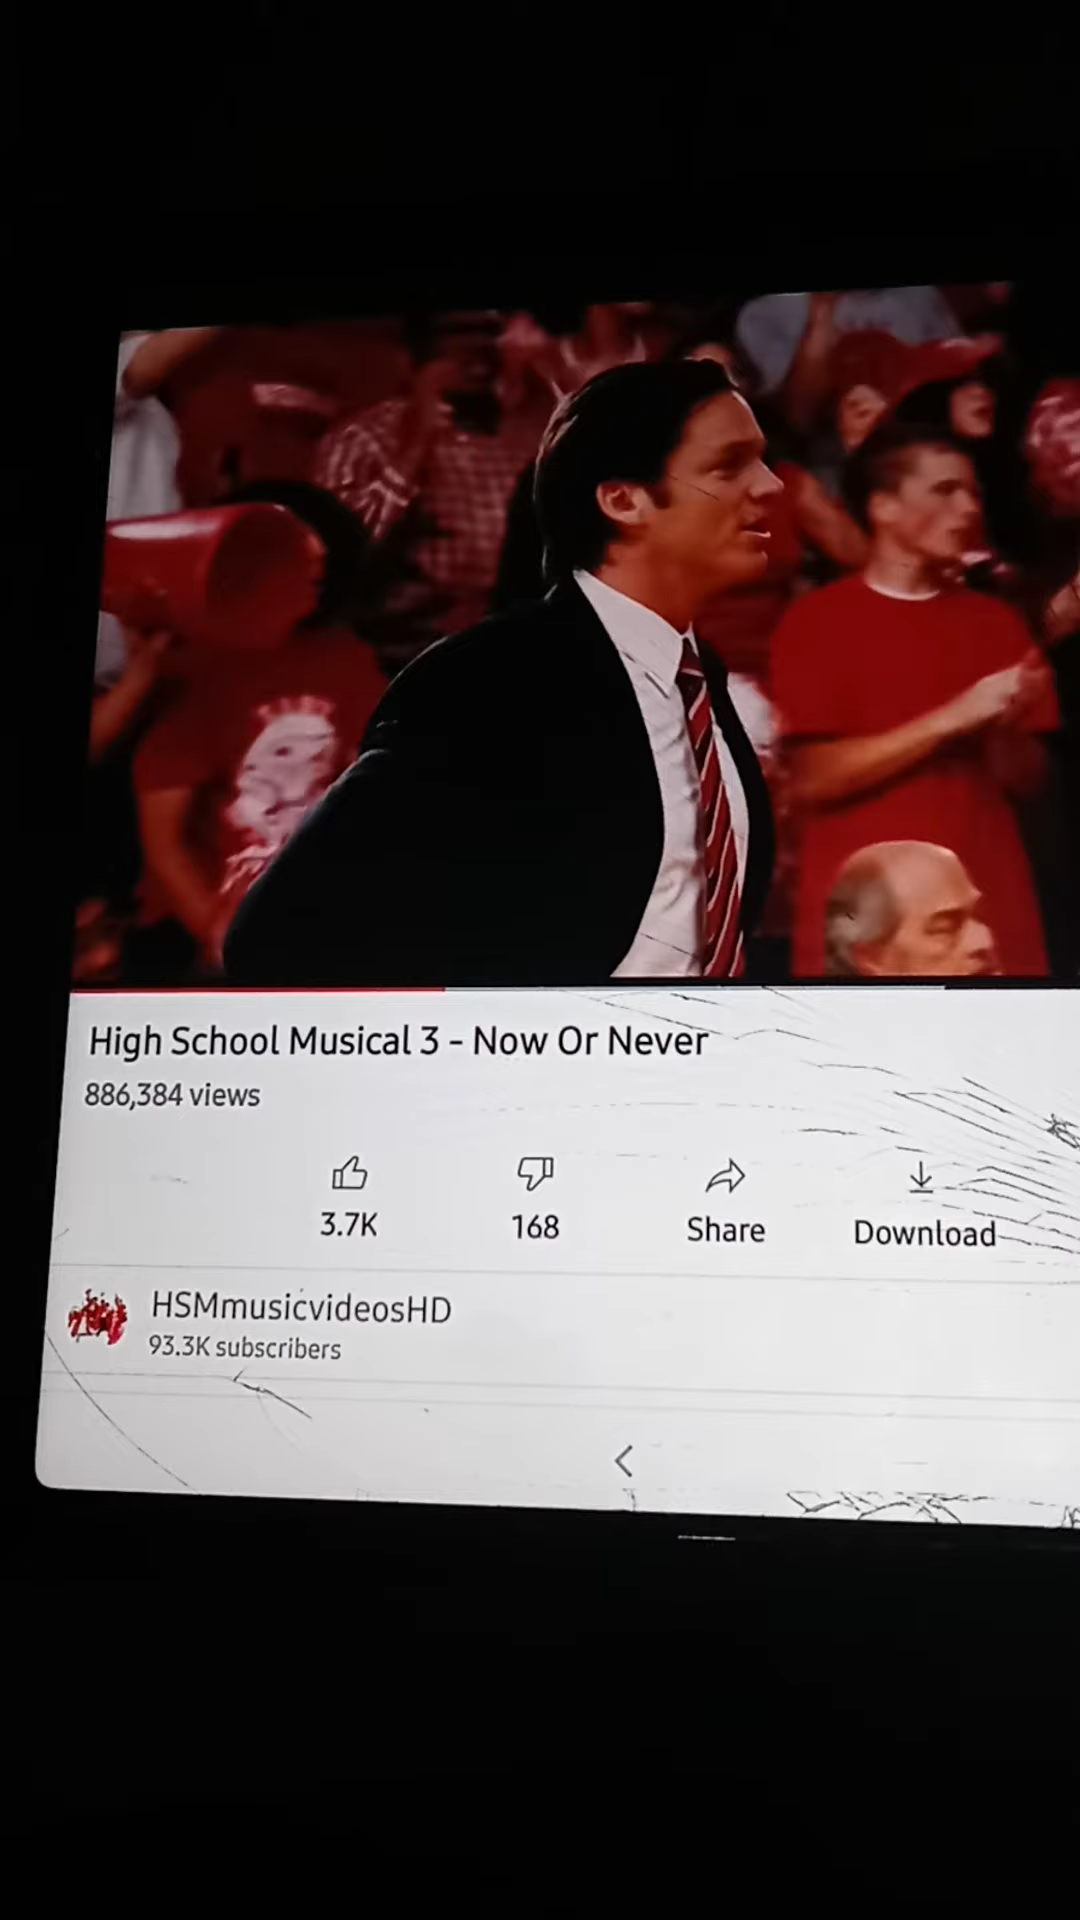 High School Musical 3 - Now Or Never
886,384 views
3.7K
168
Share
Download
HSMmusicvideosHD
93.3K subscribers